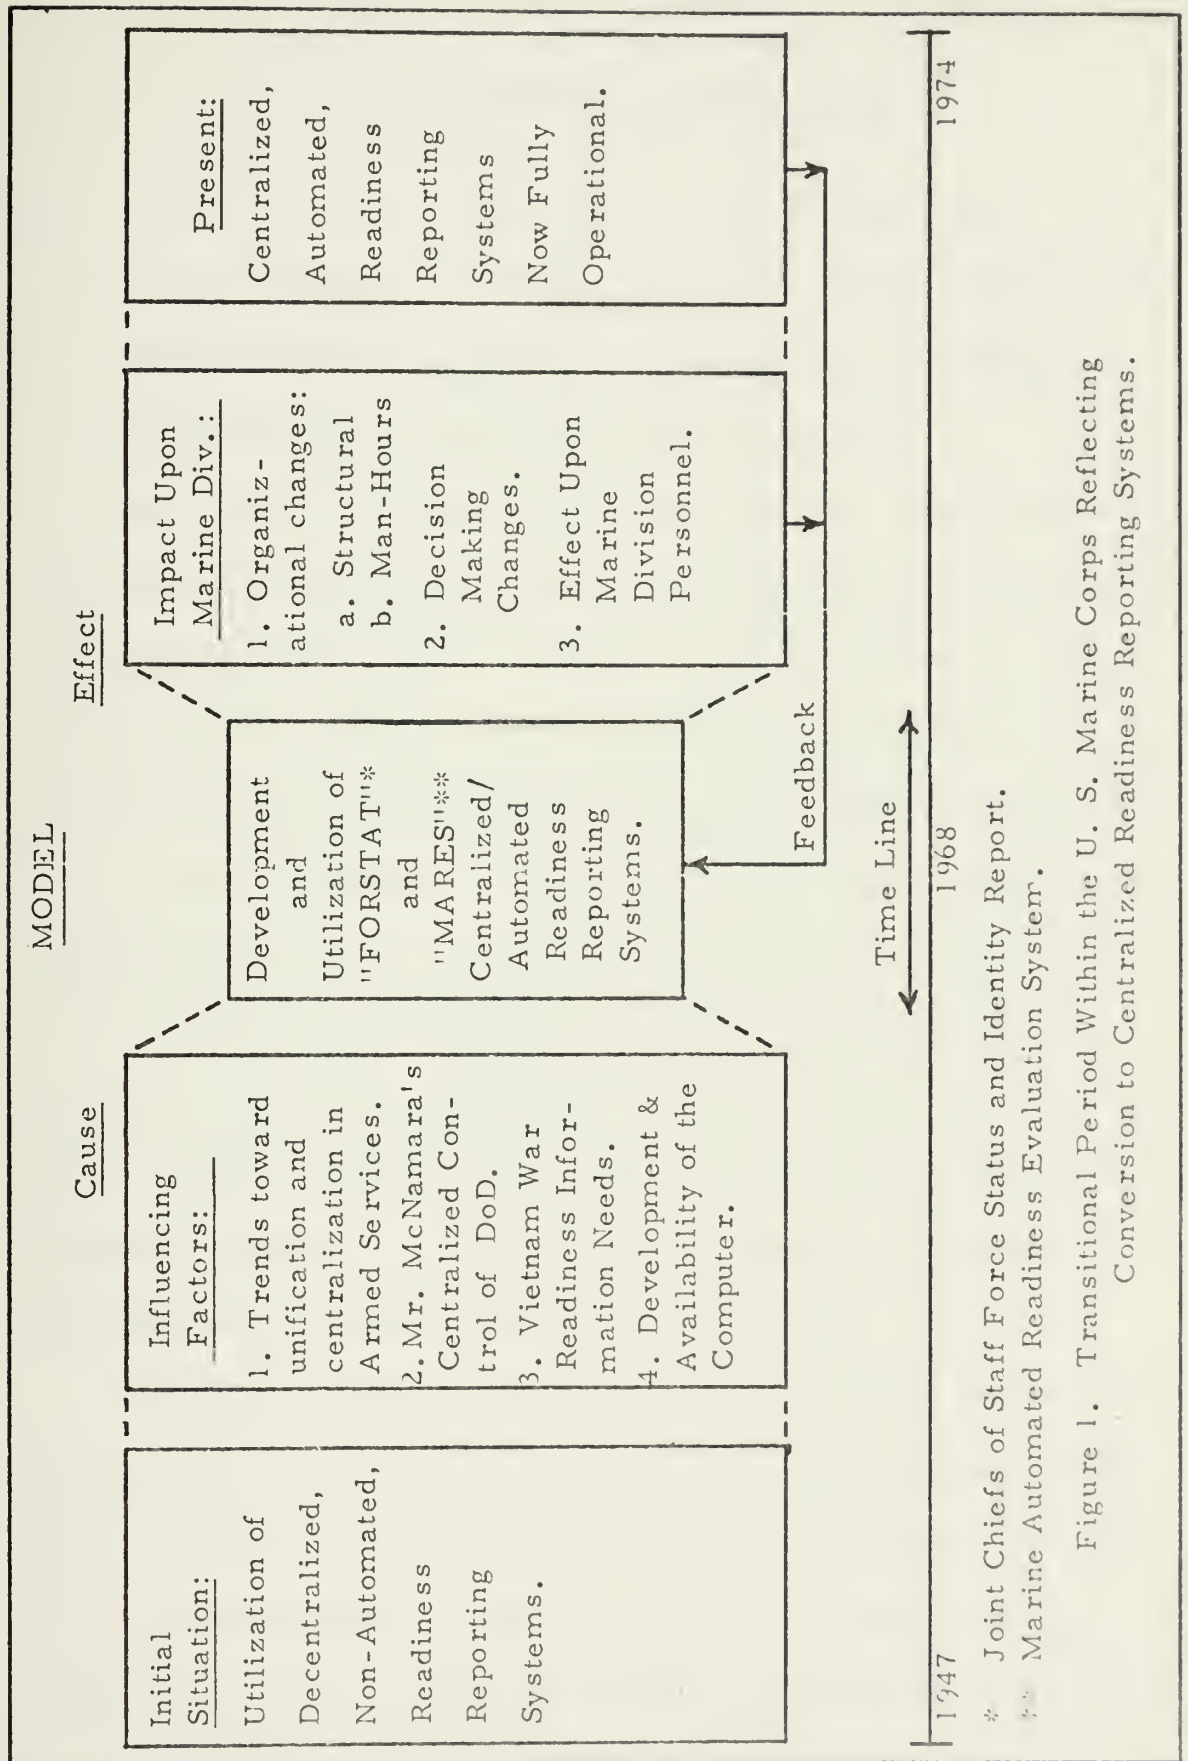 MODEL
Cause
Effect
Initial
Situation:
Utilization of
Decentralized,
Non-Automated,
Readiness
Reporting
Systems.
Influencing
Factors:
1. Trends toward
unification and
centralization in
Armed Services.
2. Mr. McNamara's
Centralized Con-
trol of DoD.
3. Vietnam War
Readiness Infor-
mation Needs.
4. Development &
Availability of the
Computer.
Development
and
Utilization of
"FORSTAT"*
and
"MARES"**
Centralized/
Automated
Readiness
Reporting
Systems.
Impact Upon
Marine Div.:
1. Organiz-
ational changes:
a. Structural
b. Man-Hours
2. Decision
Making
Changes.
3. Effect Upon
Marine
Division
Personnel.
Present:
Centralized,
Automated,
Readiness
Reporting
Systems
Now Fully
Operational.
Feedback
Time Line
1947 1968 1974
* Joint Chiefs of Staff Force Status and Identity Report.
** Marine Automated Readiness Evaluation System.
Figure 1. Transitional Period Within the U. S. Marine Corps Reflecting
Conversion to Centralized Readiness Reporting Systems.